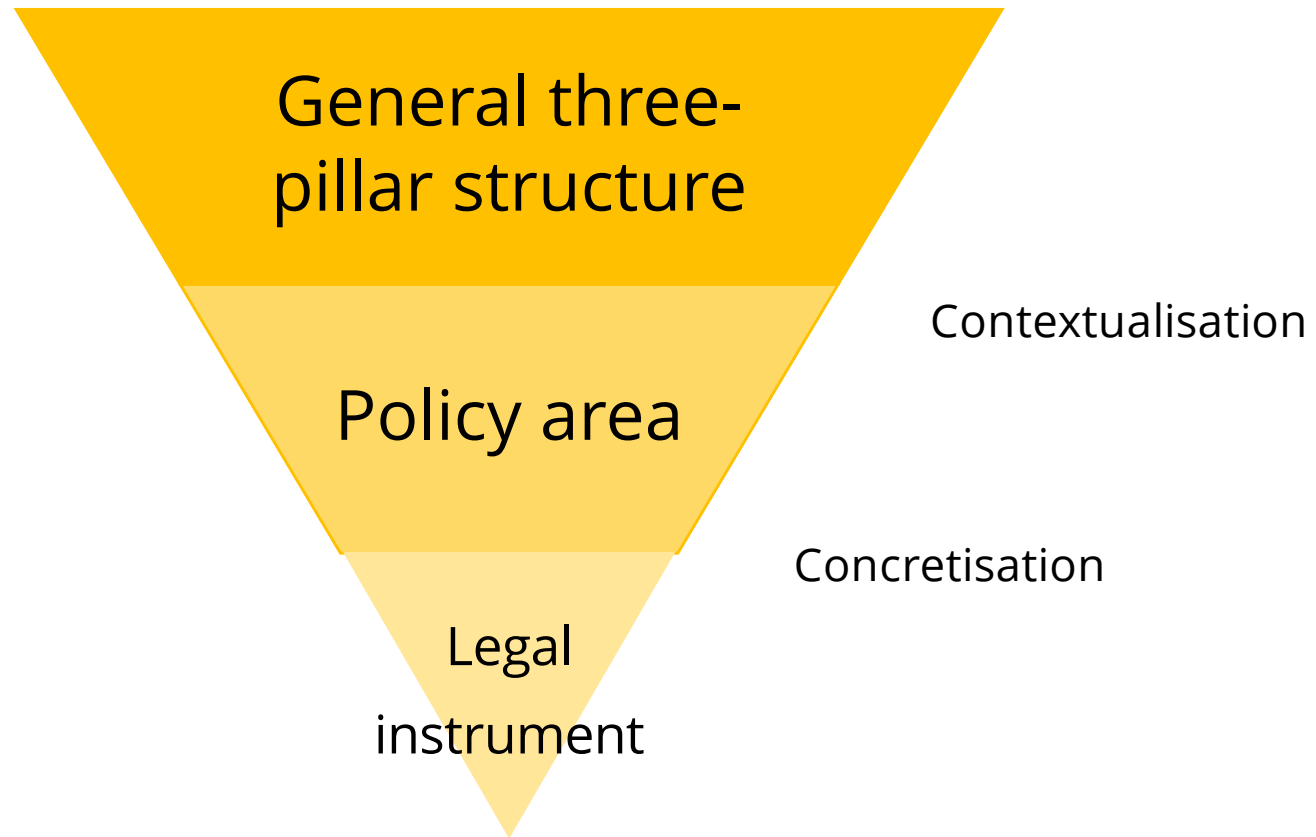 General three-
pillar structure
Contextualisation
Policy area
Concretisation
Legal
instrument